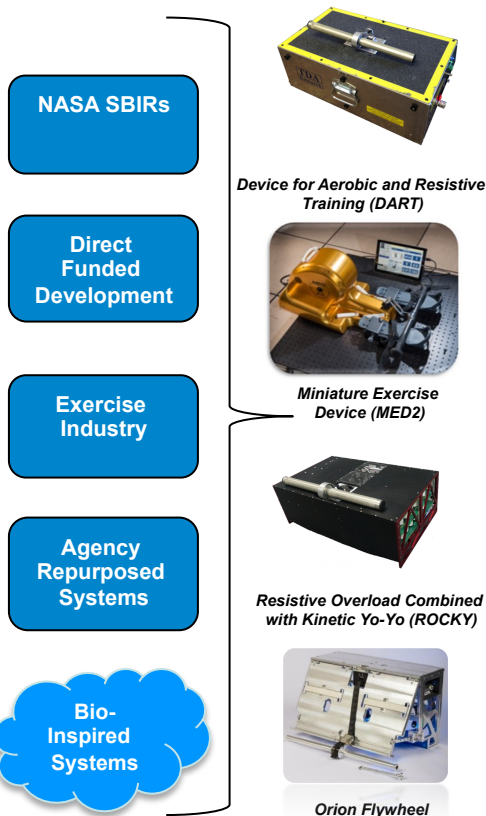 NASA SBIRs
Direct
Funded
Development
Exercise
Industry
Agency
Repurposed
Systems
Bio-
Inspired
Systems
TDA
Device for Aerobic and Resistive
Training (DART)
Miniature Exercise
Device (MED2)
Resistive Overload Combined
with Kinetic Yo-Yo (ROCKY)
Orion Flywheel